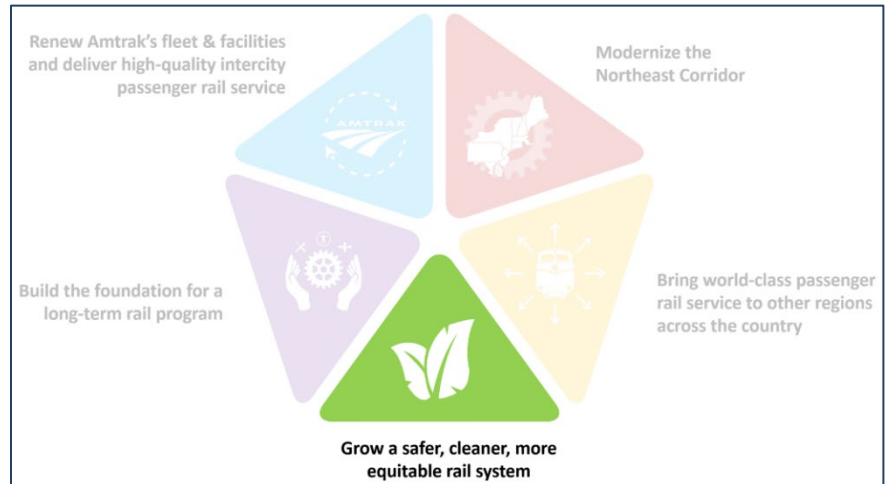 Renew Amtrak's fleet & facilities
and deliver high-quality intercity
passenger rail service
Modernize the
Northeast Corridor
AMTRAK
Build the foundation for a
long-term rail program
Bring world-class passenger
rail service to other regions
across the country
Grow a safer, cleaner, more
equitable rail system